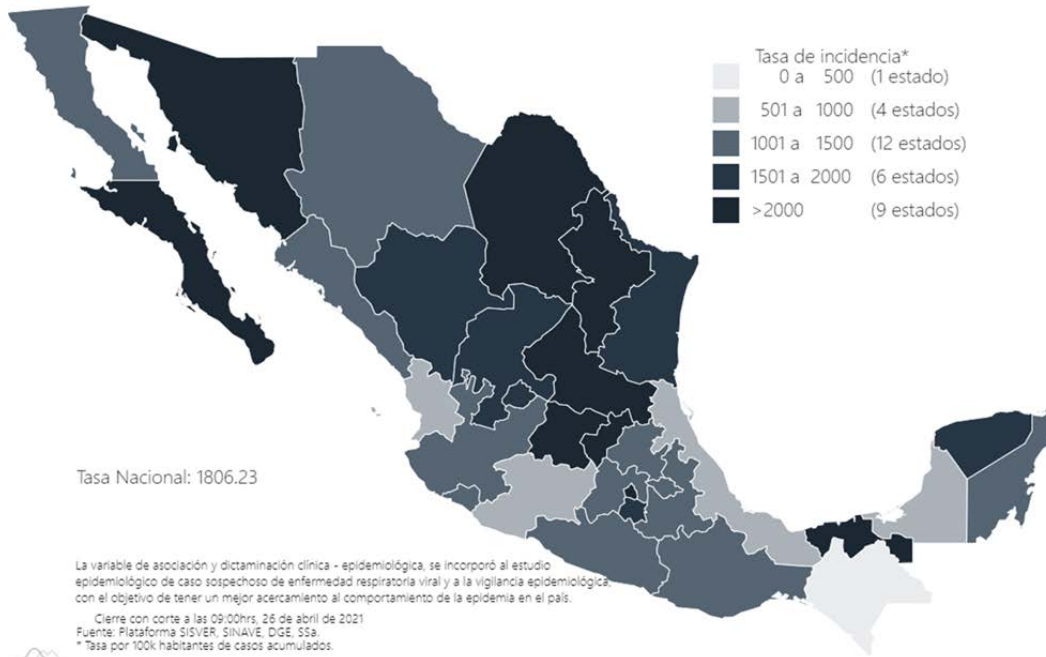 Tasa de incidencia*
0 a 500 (1 estado)
501 a 1000 (4 estados)
1001 a 1500 (12 estados)
1501 a 2000 (6 estados)
>2000 (9 estados)
Tasa Nacional: 1806.23
La variable de asociación y dictaminación clínica - epidemiológica, se incorporó al estudio
epidemiológico de caso sospechoso de enfermedad respiratoria viral y a la vigilancia epidemiológica,
con el objetivo de tener un mejor acercamiento al comportamiento de la epidemia en el país.
Cierre con corte a las 09:00hrs, 26 de abril de 2021
Fuente: Plataforma SISVER, SINAVE, DGE, SSa.
* Tasa por 100k habitantes de casos acumulados.